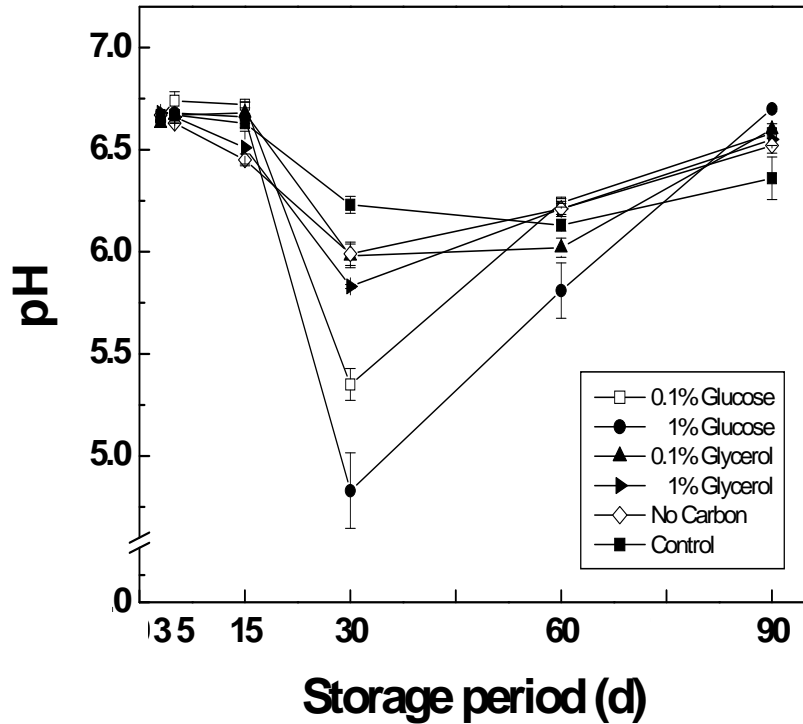 7.0
6.5
6.0
5.5
5.0
.0
3 5 15 30 60 90
pH
Storage period (d)
0.1% Glucose
1% Glucose
0.1% Glycerol
1% Glycerol
No Carbon
Control